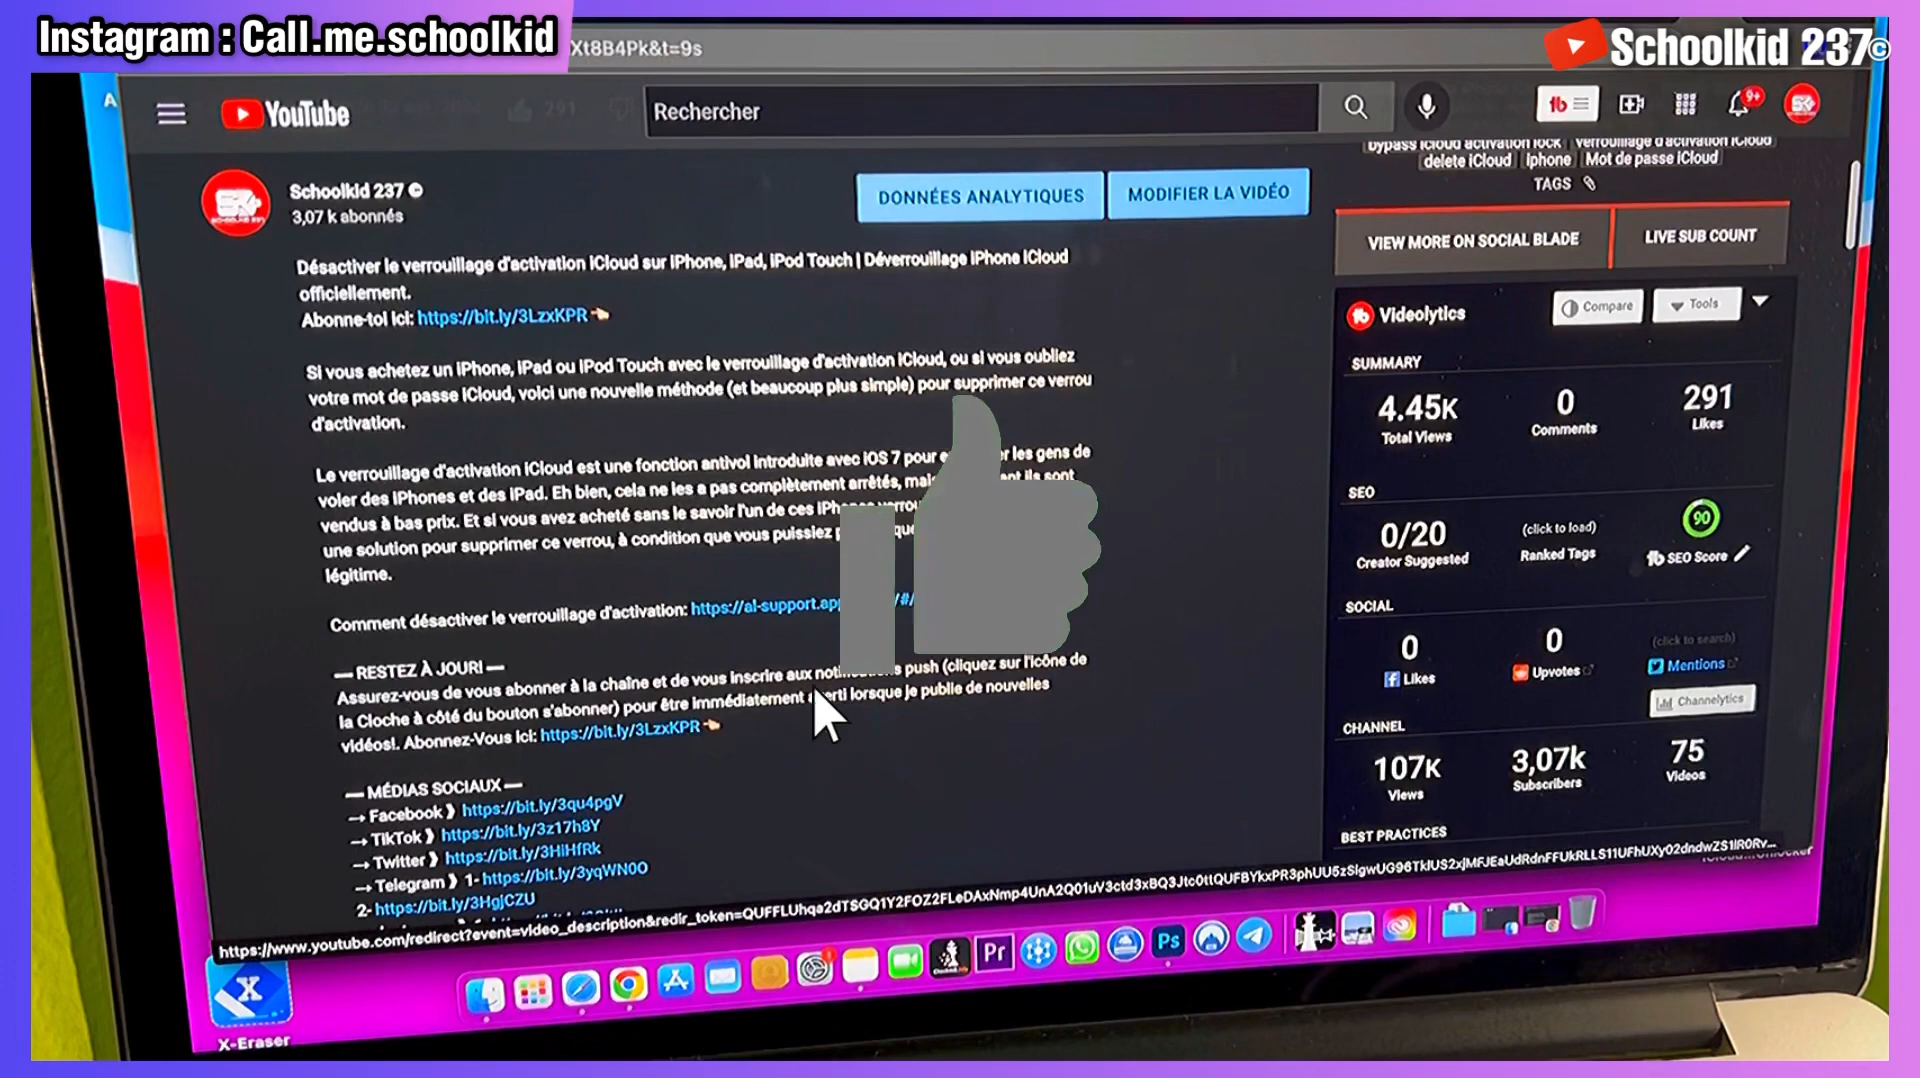 Instagram : Call.me.schoolkid
Xt8B4Pk&t=9s
Schoolkid 237©
A
YouTube
291
Rechercher
9+
Schoolkid 237 ©
3,07 k abonnés
DONNÉES ANALYTIQUES
MODIFIER LA VIDÉO
Désactiver le verrouillage d'activation iCloud sur iPhone, iPad, iPod Touch | Déverrouillage iPhone iCloud
officiellement.
Abonne-toi Ici: https://bit.ly/3LzxKPR
Si vous achetez un iPhone, iPad ou iPod Touch avec le verrouillage d'activation iCloud, ou si vous oubliez
votre mot de passe iCloud, voici une nouvelle méthode (et beaucoup plus simple) pour supprimer ce verrou
d'activation.
Le verrouillage d'activation iCloud est une fonction antivol introduite avec iOS 7 pour les gens de
voler des iPhones et des iPad. Eh bien, cela ne les a pas complètement arrêtés, ils sont
vendus à bas prix. Et si vous avez acheté sans le savoir l'un de ces
une solution pour supprimer ce verrou, à condition que vous puissiez
légitime.
Comment désactiver le verrouillage d'activation: https://al-support.app /#/
— RESTEZ À JOUR! —
Assurez-vous de vous abonner à la chaîne et de vous inscrire aux push (cliquez sur l'icône de
la Cloche à côté du bouton s'abonner) pour être immédiatement averti lorsque je publie de nouvelles
vidéos!. Abonnez-Vous Ici: https://bit.ly/3LzxKPR
— MÉDIAS SOCIAUX —
→ Facebook ❫ https://bit.ly/3qu4pgV
→ TikTok ❫ https://bit.ly/3z17h8Y
→ Twitter ❫ https://bit.ly/3HiHfRk
→ Telegram ❫ 1- https://bit.ly/3yqWN0O
2- https://bit.ly/3HgjCZU
bypass icloud activation lock verrouillage d'activation iCloud
delete iCloud iphone Mot de passe iCloud
TAGS
VIEW MORE ON SOCIAL BLADE
LIVE SUB COUNT
Videolytics
Compare
Tools
SUMMARY
4.45K 0 291
Total Views Comments Likes
SEO
0/20 (click to load) 90
Creator Suggested Ranked Tags SEO Score
SOCIAL
0 0 (click to search)
Likes Upvotes Mentions
Channelytics
CHANNEL
107K 3,07k 75
Views Subscribers Videos
BEST PRACTICES
X-Eraser
Pr
Ps